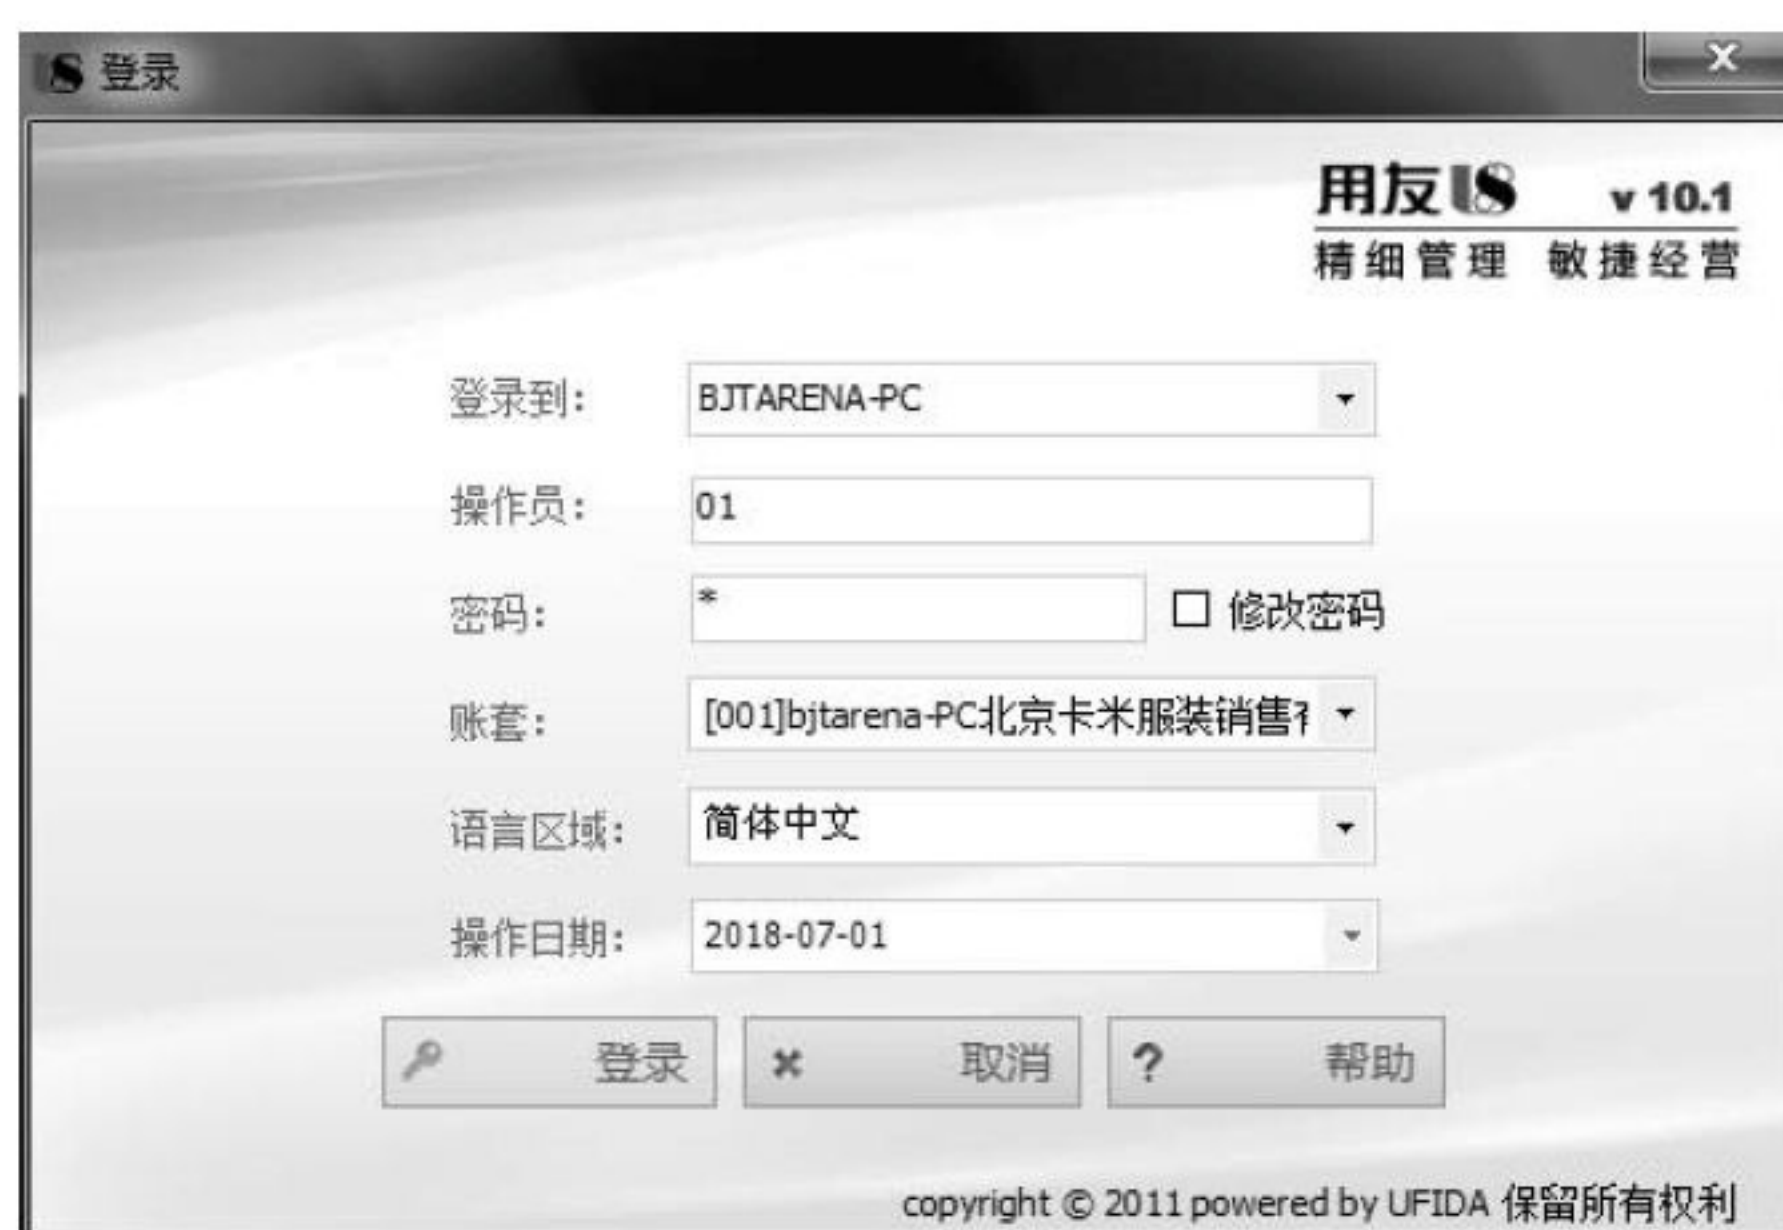 登录
用友U8 v 10.1
精细管理 敏捷经营
登录到: BJTARENA-PC
操作员: 01
密码: * 修改密码
账套: [001]bjtarena-PC北京卡米服装销售
语言区域: 简体中文
操作日期: 2018-07-01
登录 取消 ? 帮助
copyright © 2011 powered by UFIDA 保留所有权利